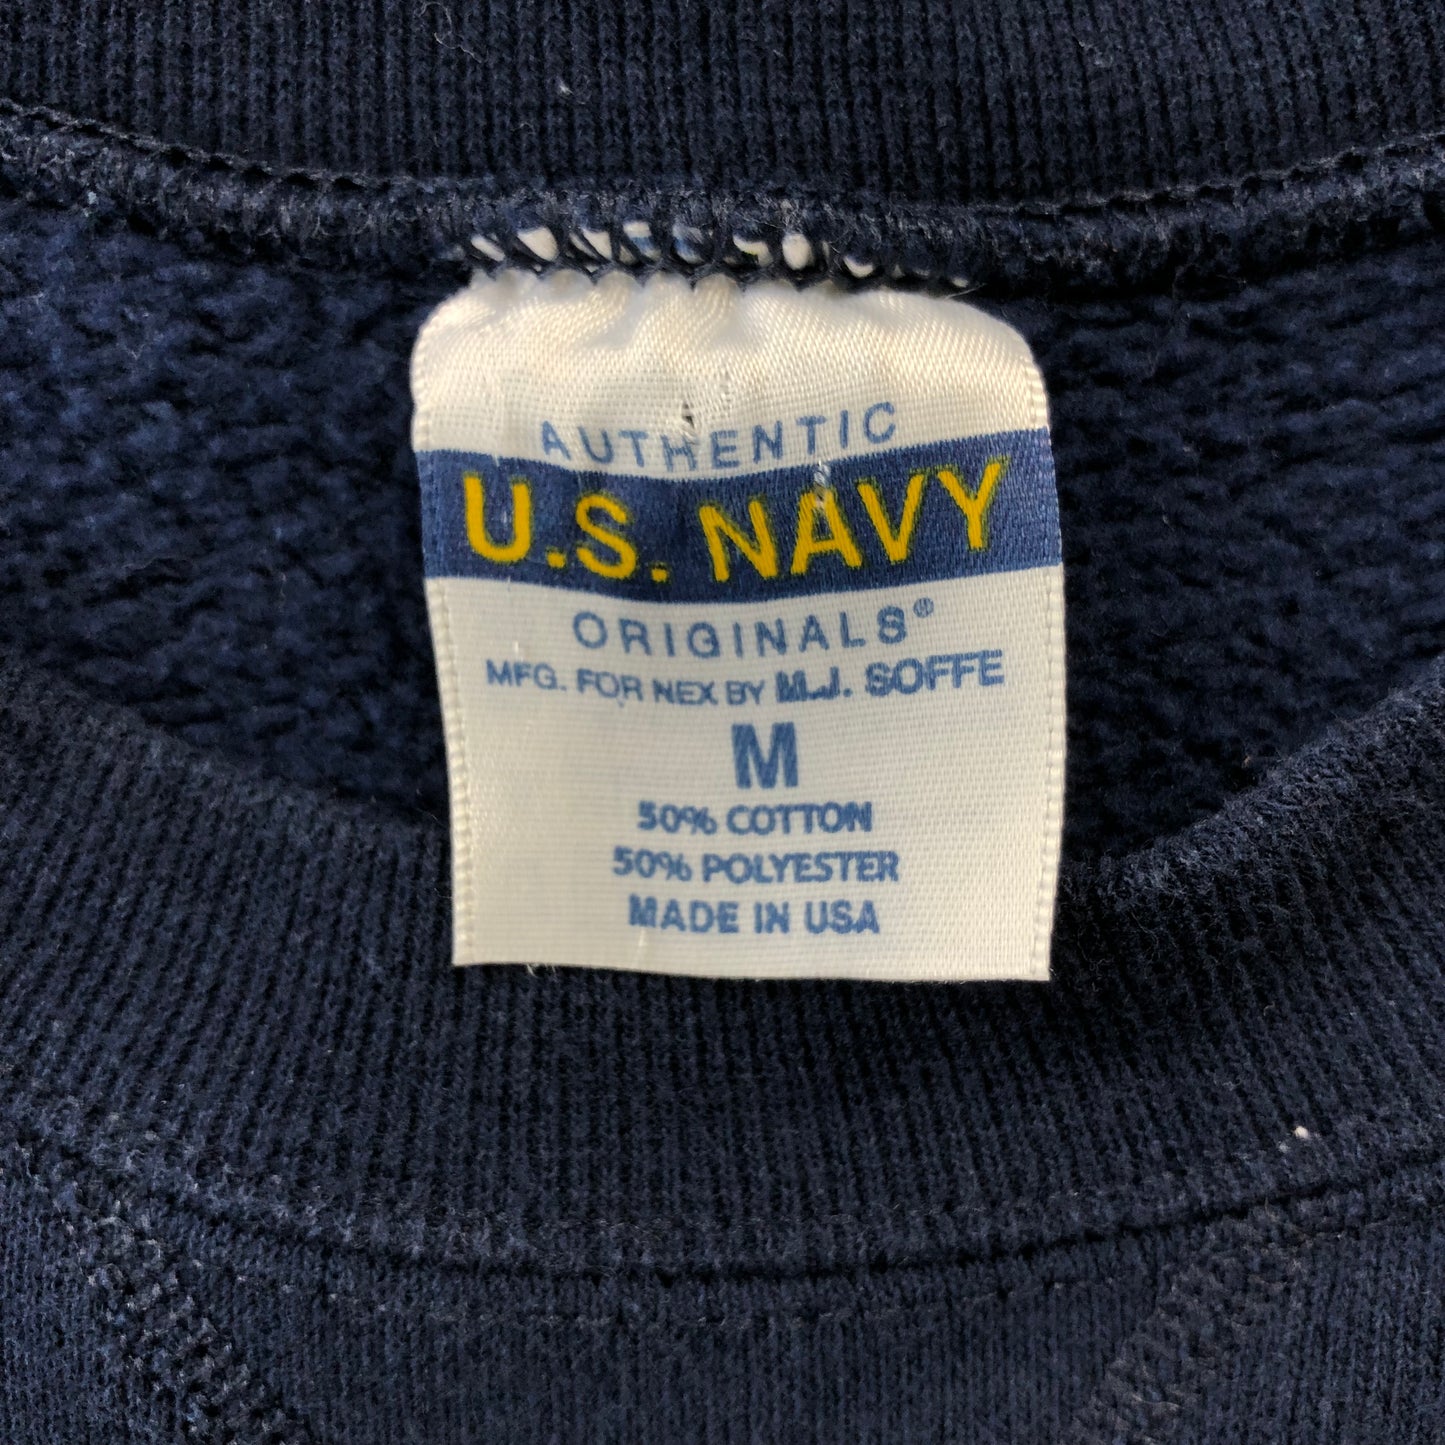 AUTHENTIC
U.S. NAVY
ORIGINALS®
MFG. FOR NEX BY M.J. SOFFE
M
50% COTTON
50% POLYESTER
MADE IN USA